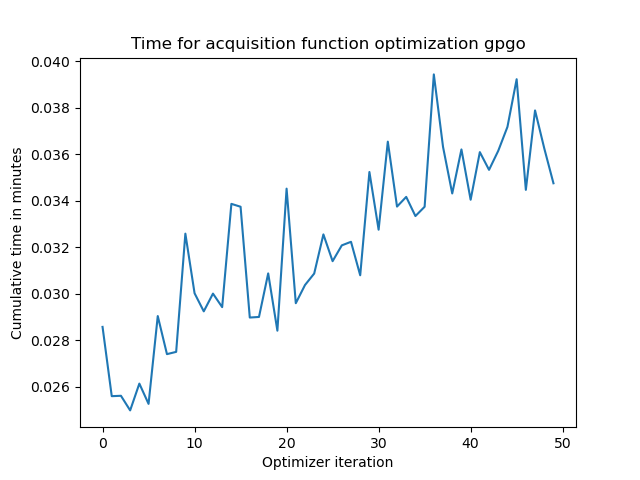 Time for acquisition function optimization gpgo
0.040
0.038
0.036
0.034
0.032
0.030
0.028
0.026
Cumulative time in minutes
0 10 20 30 40 50
Optimizer iteration